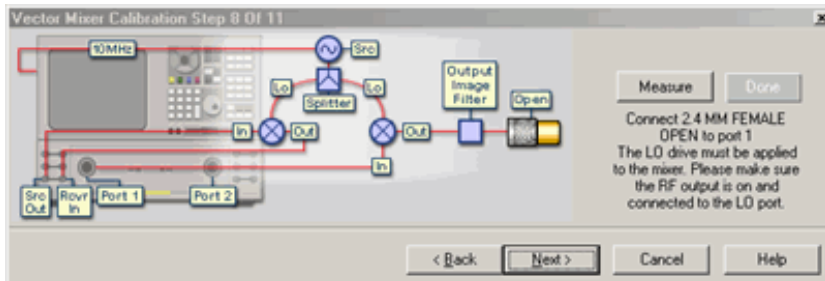 Vector Mixer Calibration Step 8 Of 11
10MHz
Src
Lo
Lo
Splitter
Output
Image
Filter
Open
In
Out
Out
In
Src
Out
Rcvr
In
Port 1
Port 2
Measure
Done
Connect 2.4 MM FEMALE
OPEN to port 1
The LO drive must be applied
to the mixer. Please make sure
the RF output is on and
connected to the LO port.
< Back
Next >
Cancel
Help